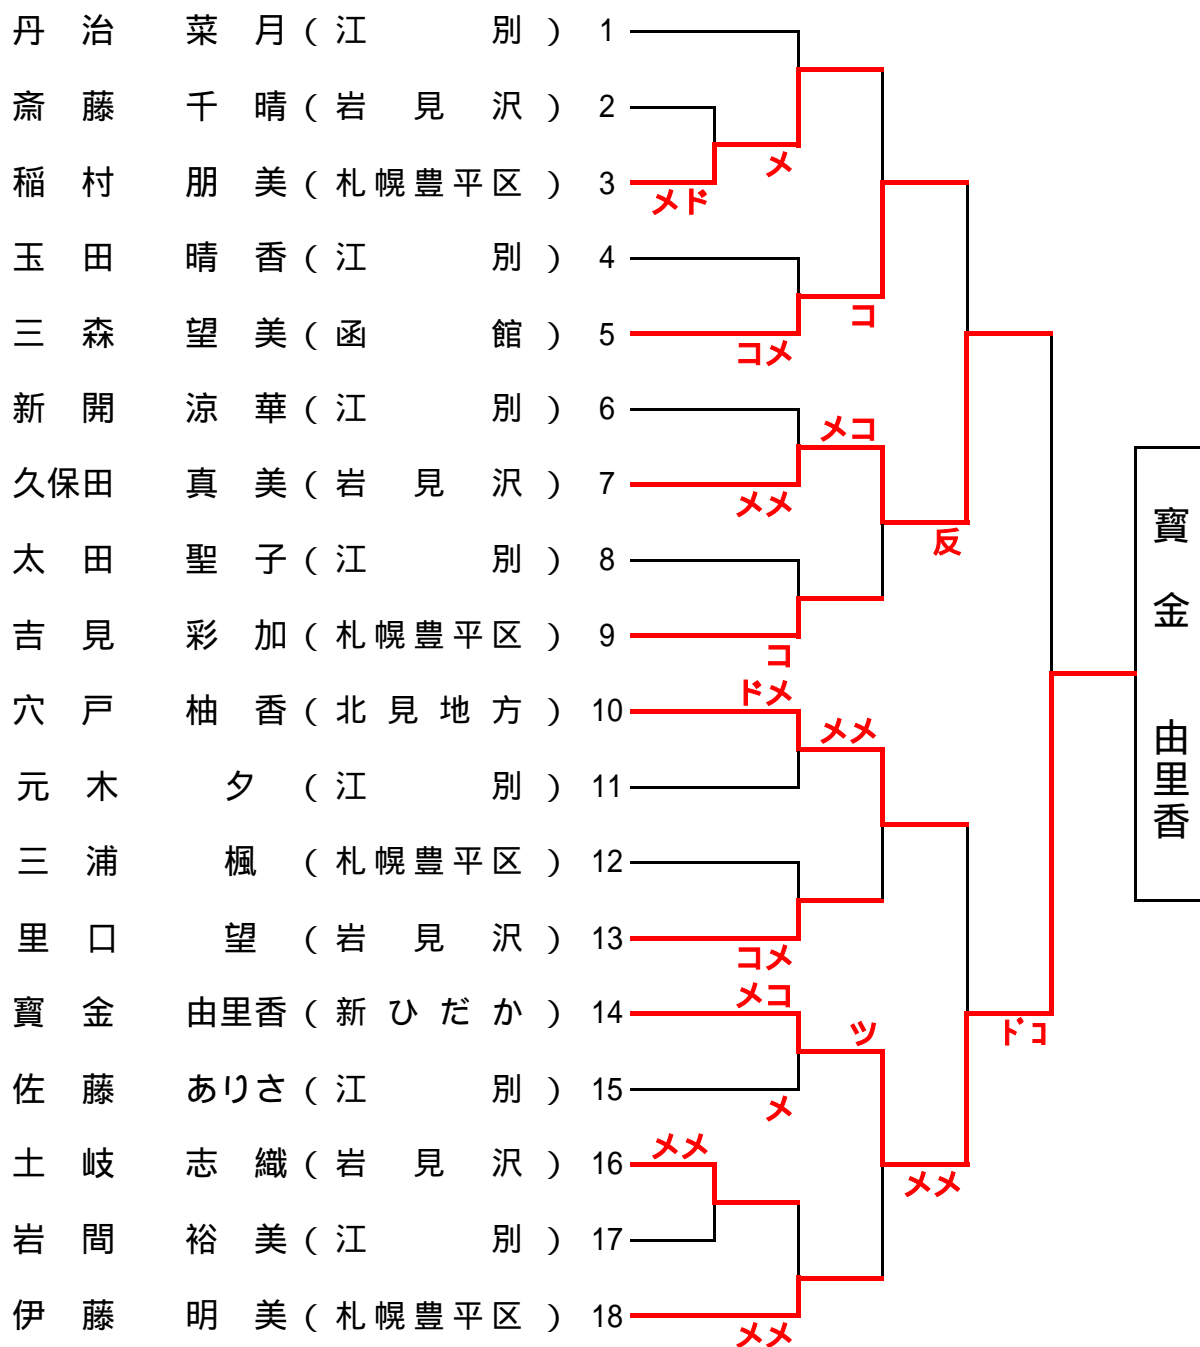 丹治 菜月 (江別) 1
斎藤 千晴 (岩見沢) 2
メ
稲村 朋美 (札幌豊平区) 3
メド
玉田 晴香 (江別) 4
コ
三森 望美 (函館) 5
コメ
新開 涼華 (江別) 6
メコ
久保田 真美 (岩見沢) 7
メメ
反
太田 聖子 (江別) 8
吉見 彩加 (札幌豊平区) 9
コ
ドメ
穴戸 柚香 (北見地方) 10
メメ
元木 夕 (江別) 11
三浦 楓 (札幌豊平区) 12
里口 望 (岩見沢) 13
コメ
メコ
寳金 由里香 (新ひだか) 14
ツ
ドコ
佐藤 ありさ (江別) 15
メ
メメ
土岐 志織 (岩見沢) 16
メメ
岩間 裕美 (江別) 17
伊藤 明美 (札幌豊平区) 18
メメ
寳金 由里香